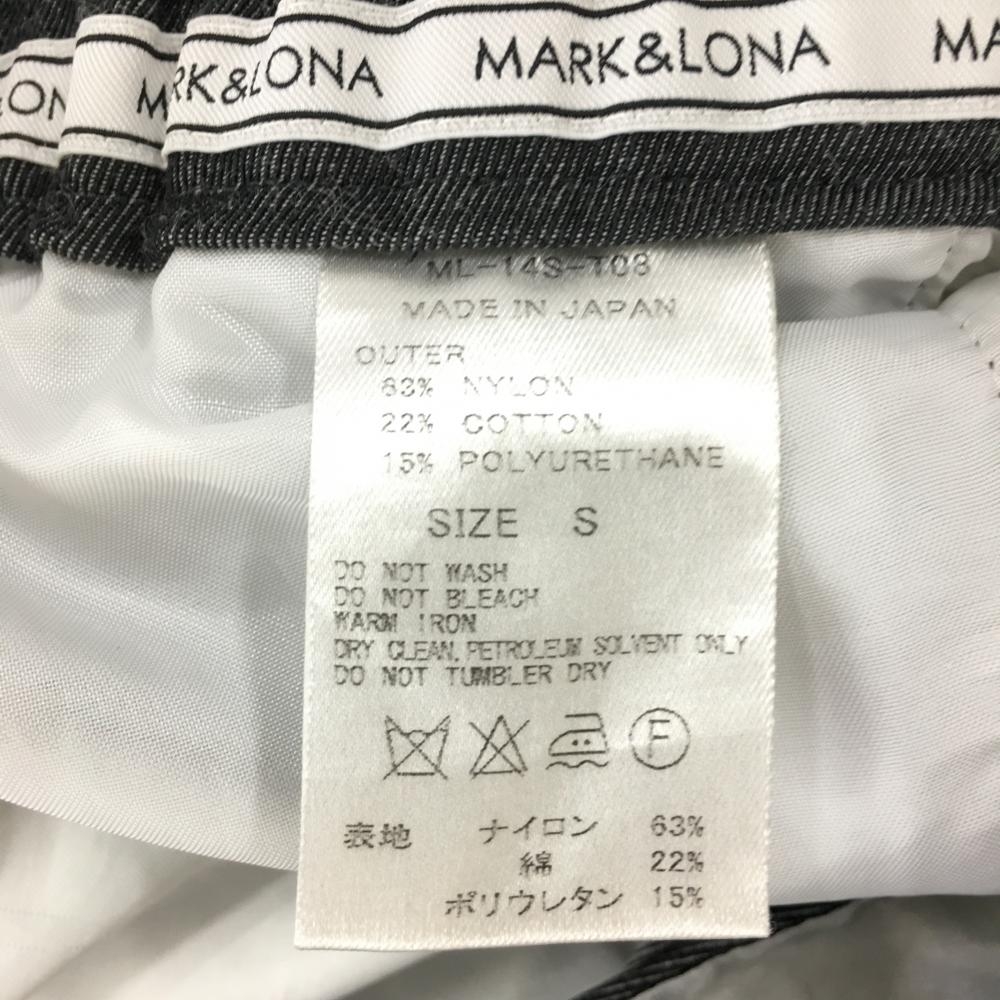 &ON MARK&LONA MARK&LONA MA
ML-14S-T08
MADE IN JAPAN
OUTER
63% NYLON
22% COTTON
15% POLYURETHANE
SIZE S
DO NOT WASH
DO NOT BLEACH
WARM IRON
DRY CLEAN, PETROLEUM SOLVENT ONLY
DO NOT TUMBLER DRY
F
表地 ナイロン 63%
綿 22%
ポリウレタン 15%